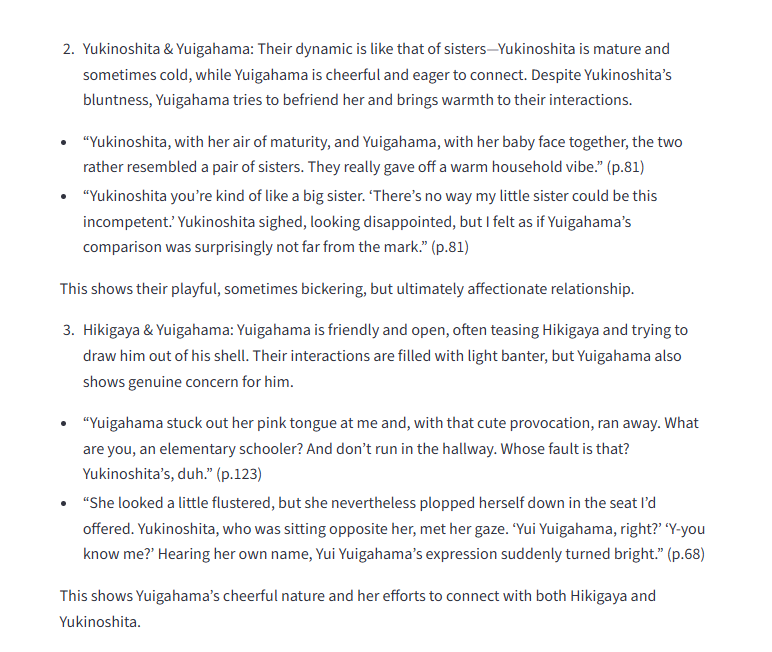 2. Yukinoshita & Yuigahama: Their dynamic is like that of sisters—Yukinoshita is mature and
sometimes cold, while Yuigahama is cheerful and eager to connect. Despite Yukinoshita’s
bluntness, Yuigahama tries to befriend her and brings warmth to their interactions.
• “Yukinoshita, with her air of maturity, and Yuigahama, with her baby face together, the two
rather resembled a pair of sisters. They really gave off a warm household vibe.” (p.81)
• “Yukinoshita you’re kind of like a big sister. ‘There’s no way my little sister could be this
incompetent.’ Yukinoshita sighed, looking disappointed, but I felt as if Yuigahama’s
comparison was surprisingly not far from the mark.” (p.81)
This shows their playful, sometimes bickering, but ultimately affectionate relationship.
3. Hikigaya & Yuigahama: Yuigahama is friendly and open, often teasing Hikigaya and trying to
draw him out of his shell. Their interactions are filled with light banter, but Yuigahama also
shows genuine concern for him.
• “Yuigahama stuck out her pink tongue at me and, with that cute provocation, ran away. What
are you, an elementary schooler? And don’t run in the hallway. Whose fault is that?
Yukinoshita’s, duh.” (p.123)
• “She looked a little flustered, but she nevertheless plopped herself down in the seat I’d
offered. Yukinoshita, who was sitting opposite her, met her gaze. ‘Yui Yuigahama, right?’ ‘Y-you
know me?’ Hearing her own name, Yui Yuigahama’s expression suddenly turned bright.” (p.68)
This shows Yuigahama’s cheerful nature and her efforts to connect with both Hikigaya and
Yukinoshita.